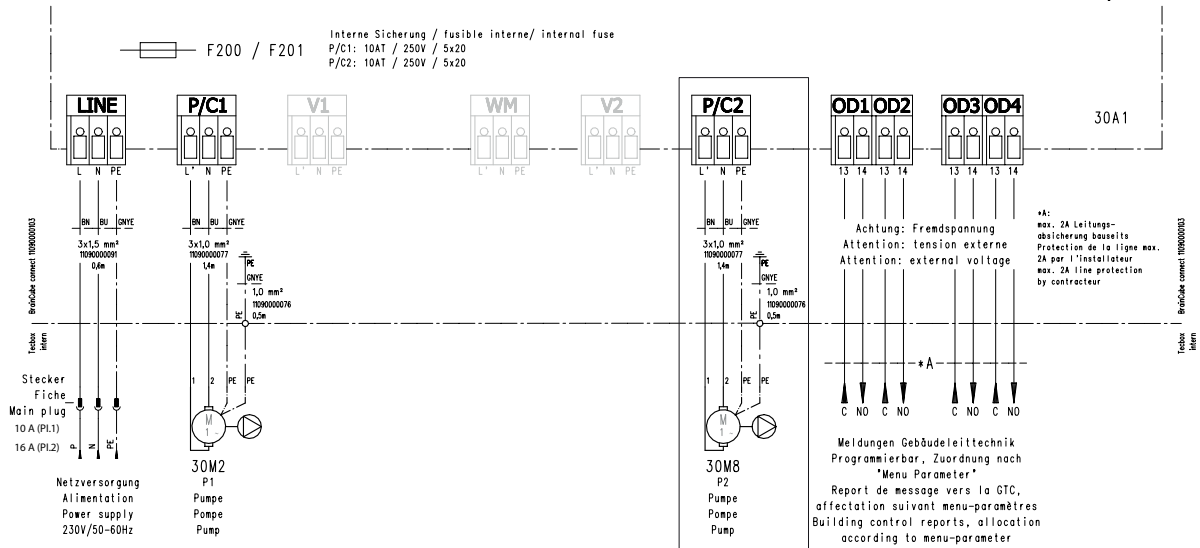 F200 / F201
Interne Sicherung / fusible interne/ internal fuse
P/C1: 10AT / 250V / 5x20
P/C2: 10AT / 250V / 5x20
LINE P/C1 V1 WM V2 P/C2 OD1 OD2 OD3 OD4
30A1
L N PE L' N PE L N PE L N PE L N PE L' N PE 13 14 13 14 13 14 13 14
BN BU GNYE
3x1,5 mm²
11090000091
0,6m
BN BU GNYE
3x1,0 mm²
11090000077
1,4m
PE
GNYE
1,0 mm²
11090000076
0,5m
PE
BN BU GNYE
3x1,0 mm²
11090000077
1,4m
PE
GNYE
1,0 mm²
11090000076
0,5m
PE
Achtung: Fremdspannung
Attention: tension externe
Attention: external voltage
*A:
max. 2A Leitungs-
absicherung bauseits
Protection de la ligne max.
2A par l'installateur
max. 2A line protection
by contracteur
BrainCube connect 11090000103
Tecbox
intern
BrainCube connect 11090000103
Tecbox
intern
Stecker
Fiche
Main plug
10 A (Pl.1)
16 A (Pl.2)
P N PE
Netzversorgung
Alimentation
Power supply
230V/50-60Hz
1 2 PE PE
M
1 ~
30M2
P1
Pumpe
Pompe
Pump
1 2 PE PE
M
1 ~
30M8
P2
Pumpe
Pompe
Pump
*A
C NO C NO C NO C NO
Meldungen Gebäudeleittechnik
Programmierbar, Zuordnung nach
"Menu Parameter"
Report de message vers la GTC,
affectation suivant menu-paramètres
Building control reports, allocation
according to menu-parameter